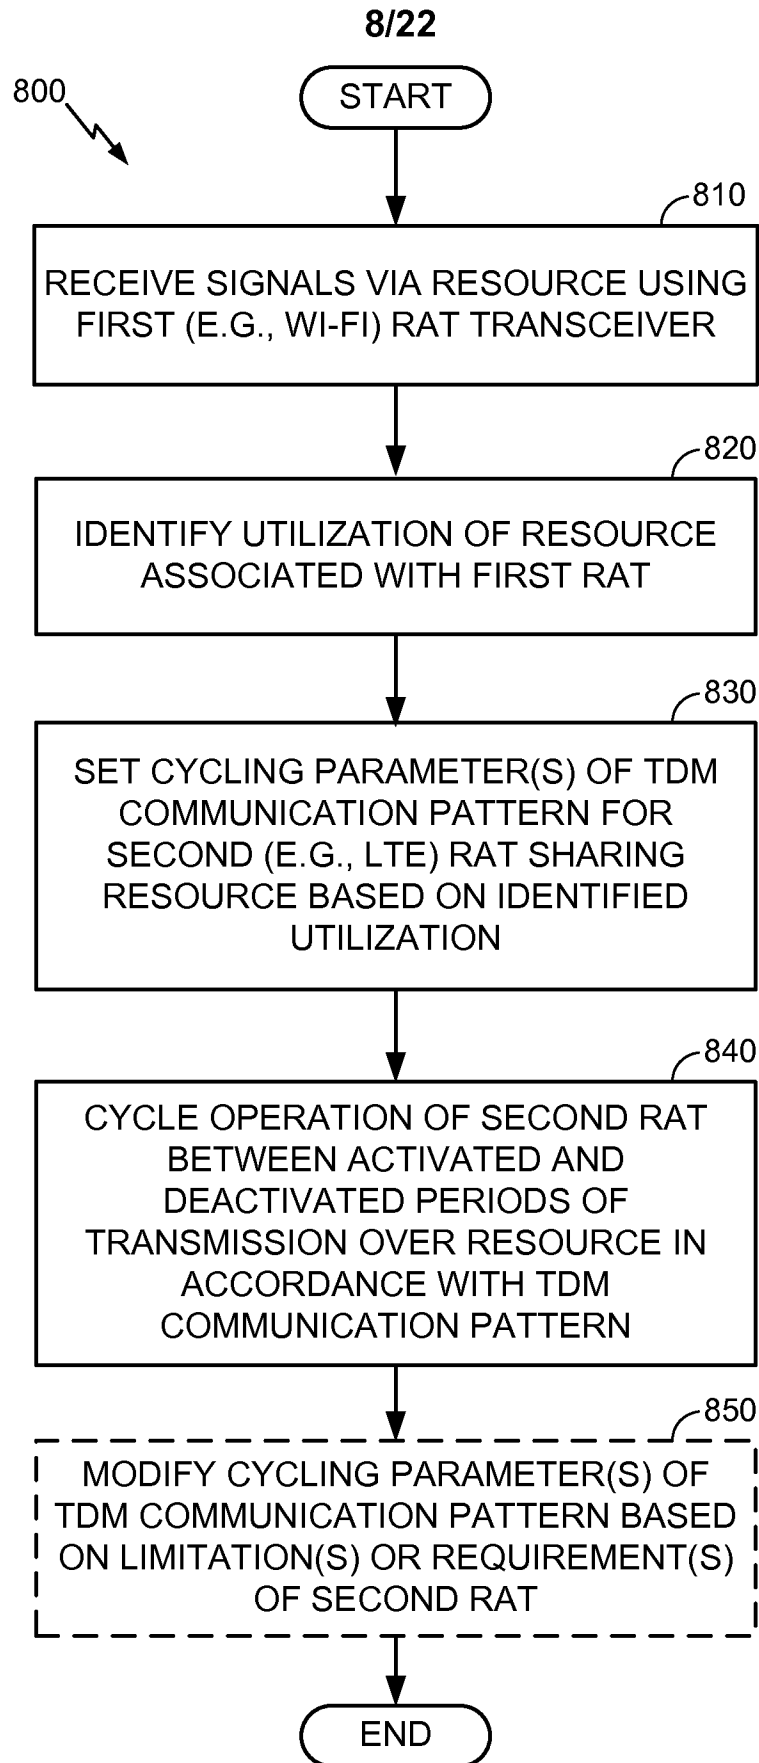 8/22
800
START
810
RECEIVE SIGNALS VIA RESOURCE USING
FIRST (E.G., WI-FI) RAT TRANSCEIVER
820
IDENTIFY UTILIZATION OF RESOURCE
ASSOCIATED WITH FIRST RAT
830
SET CYCLING PARAMETER(S) OF TDM
COMMUNICATION PATTERN FOR
SECOND (E.G., LTE) RAT SHARING
RESOURCE BASED ON IDENTIFIED
UTILIZATION
840
CYCLE OPERATION OF SECOND RAT
BETWEEN ACTIVATED AND
DEACTIVATED PERIODS OF
TRANSMISSION OVER RESOURCE IN
ACCORDANCE WITH TDM
COMMUNICATION PATTERN
850
MODIFY CYCLING PARAMETER(S) OF
TDM COMMUNICATION PATTERN BASED
ON LIMITATION(S) OR REQUIREMENT(S)
OF SECOND RAT
END